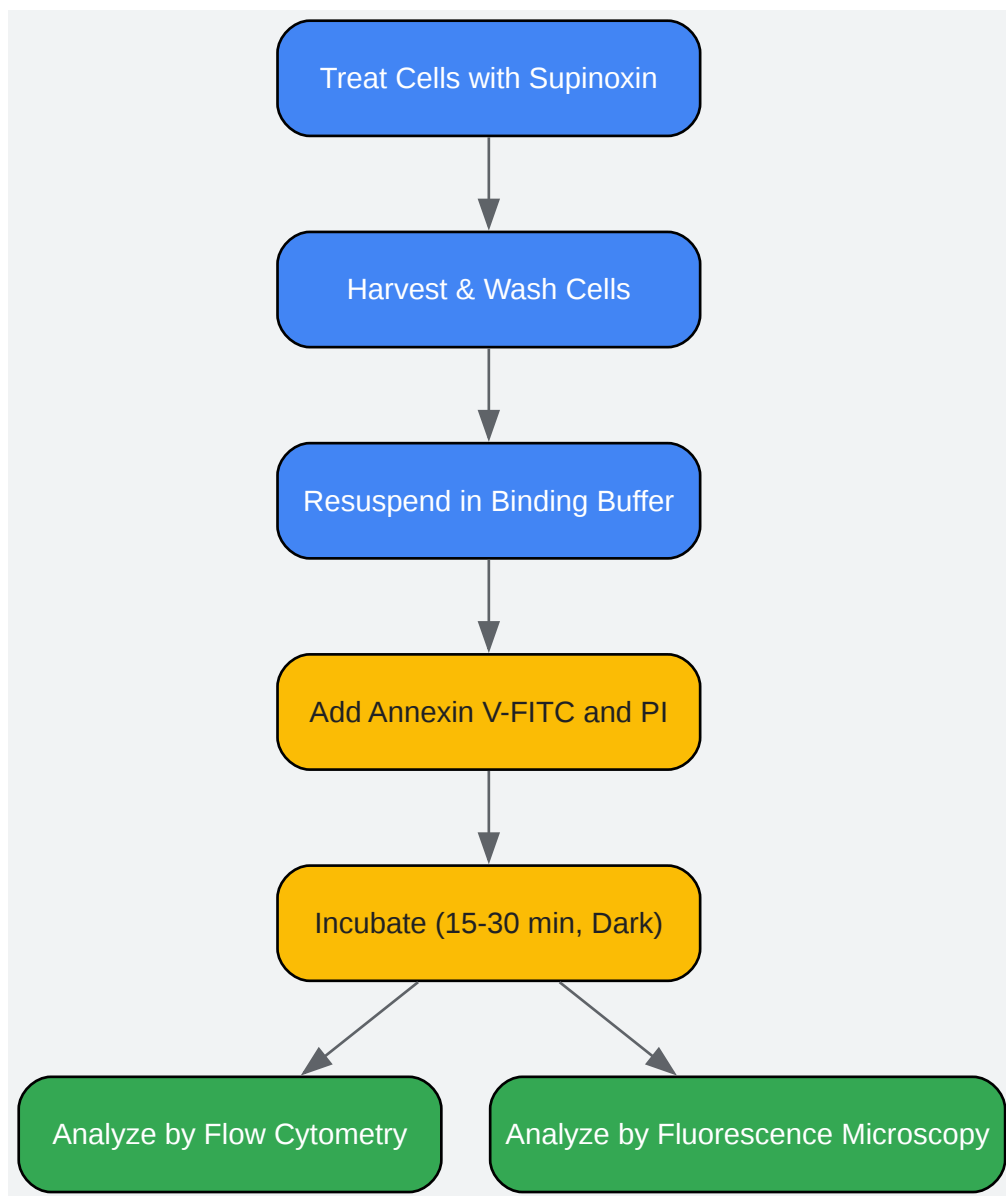 Treat Cells with Supinoxin
Harvest & Wash Cells
Resuspend in Binding Buffer
Add Annexin V-FITC and PI
Incubate (15-30 min, Dark)
Analyze by Flow Cytometry
Analyze by Fluorescence Microscopy